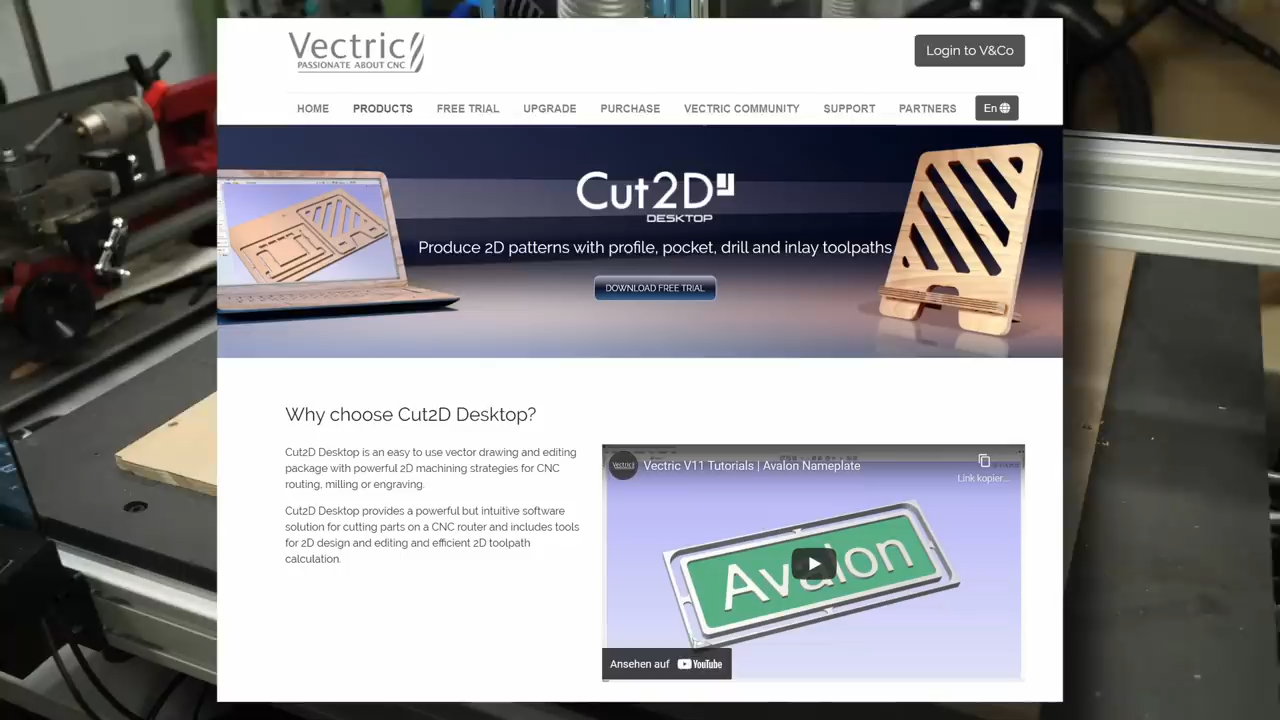 Vectric
PASSIONATE ABOUT CNC
Login to V&Co
HOME PRODUCTS FREE TRIAL UPGRADE PURCHASE VECTRIC COMMUNITY SUPPORT PARTNERS En
Cut2D
DESKTOP
Produce 2D patterns with profile, pocket, drill and inlay toolpaths
DOWNLOAD FREE TRIAL
Why choose Cut2D Desktop?
Cut2D Desktop is an easy to use vector drawing and editing
package with powerful 2D machining strategies for CNC
routing, milling or engraving.
Cut2D Desktop provides a powerful but intuitive software
solution for cutting parts on a CNC router and includes tools
for 2D design and editing and efficient 2D toolpath
calculation.
Vectric
Vectric V11 Tutorials | Avalon Nameplate
Link kopier...
Avalon
Ansehen auf YouTube